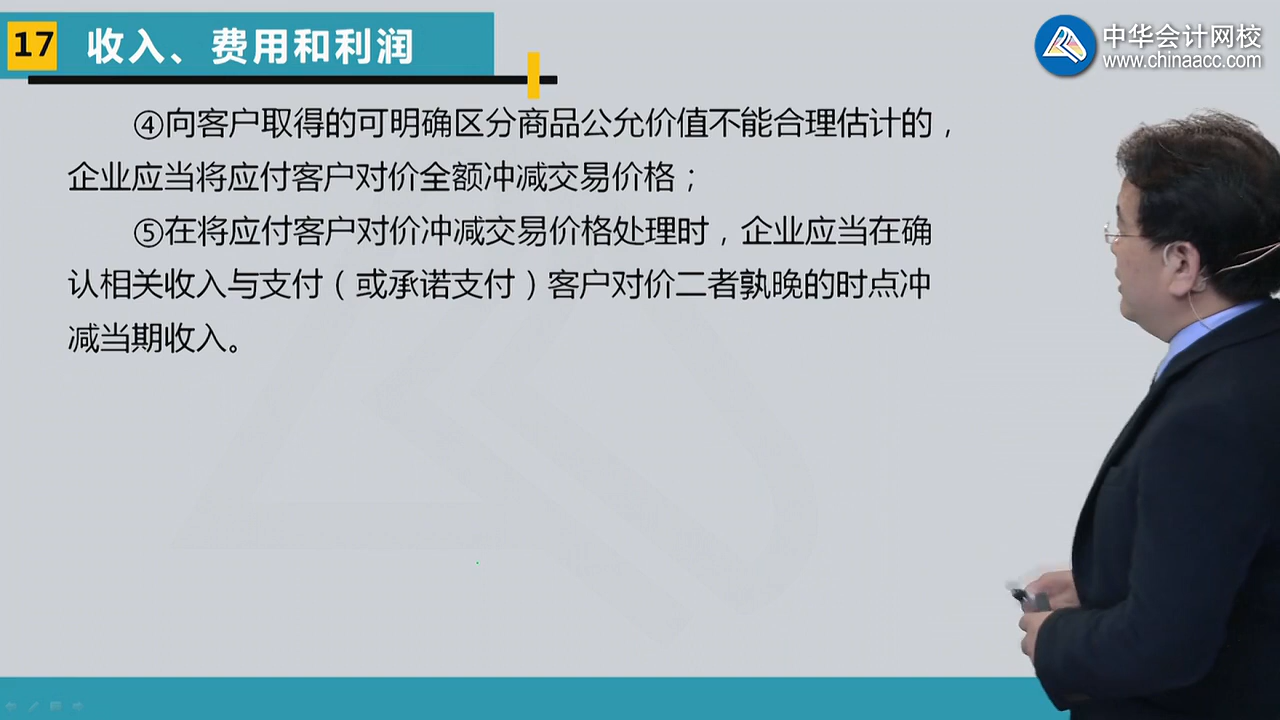 17 收入、费用和利润
中华会计网校
www.chinaacc.com
④向客户取得的可明确区分商品公允价值不能合理估计的，
企业应当将应付客户对价全额冲减交易价格；
⑤在将应付客户对价冲减交易价格处理时，企业应当在确
认相关收入与支付（或承诺支付）客户对价二者孰晚的时点冲
减当期收入。